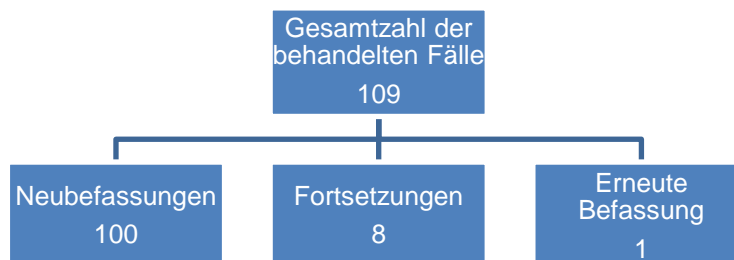 Gesamtzahl der
behandelten Fälle
109
Neubefassungen
100
Fortsetzungen
8
Erneute
Befassung
1